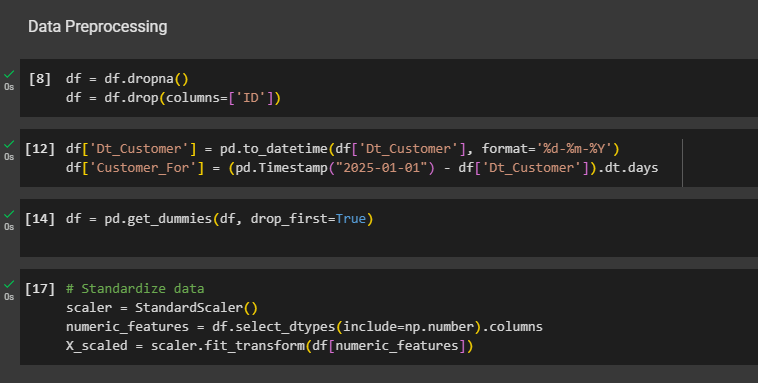 Data Preprocessing
[8] df = df.dropna()
0s df = df.drop(columns=['ID'])
[12] df['Dt_Customer'] = pd.to_datetime(df['Dt_Customer'], format='%d-%m-%Y')
0s df['Customer_For'] = (pd.Timestamp("2025-01-01") - df['Dt_Customer']).dt.days
[14] df = pd.get_dummies(df, drop_first=True)
0s
[17] # Standardize data
0s scaler = StandardScaler()
numeric_features = df.select_dtypes(include=np.number).columns
X_scaled = scaler.fit_transform(df[numeric_features])